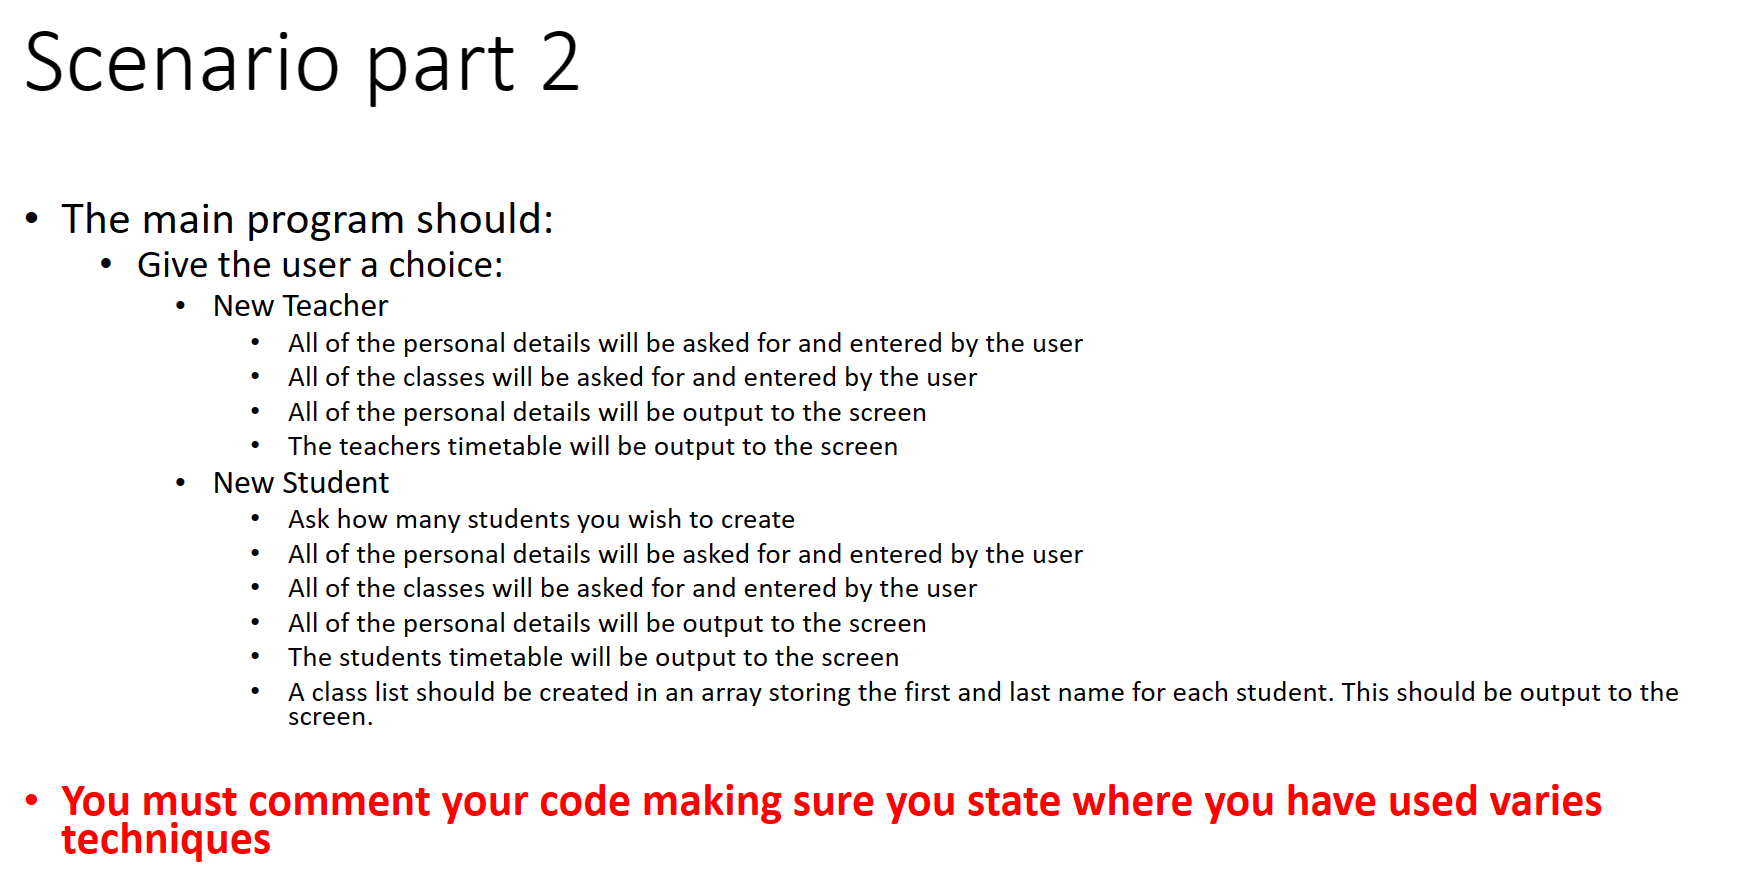 Scenario part 2
• The main program should:
• Give the user a choice:
• New Teacher
• All of the personal details will be asked for and entered by the user
• All of the classes will be asked for and entered by the user
• All of the personal details will be output to the screen
• The teachers timetable will be output to the screen
• New Student
• Ask how many students you wish to create
• All of the personal details will be asked for and entered by the user
• All of the classes will be asked for and entered by the user
• All of the personal details will be output to the screen
• The students timetable will be output to the screen
• A class list should be created in an array storing the first and last name for each student. This should be output to the
screen.
• You must comment your code making sure you state where you have used varies
techniques